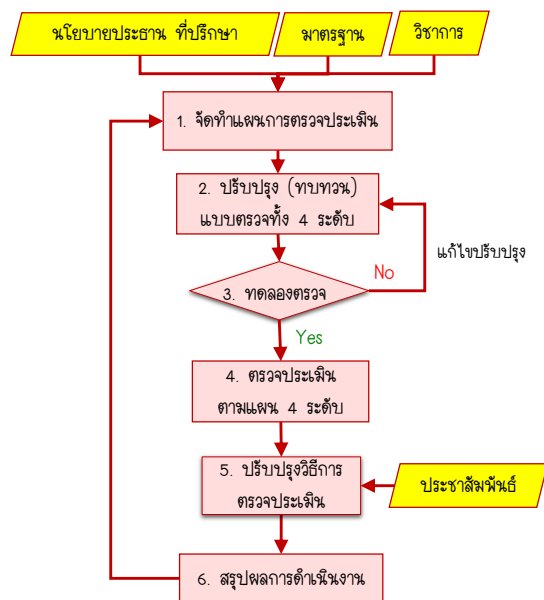 นโยบายประธาน ที่ปรึกษา
มาตรฐาน
วิชาการ
1. จัดทำแผนการตรวจประเมิน
2. ปรับปรุง (ทบทวน)
แบบตรวจทั้ง 4 ระดับ
แก้ไขปรับปรุง
No
3. ทดลองตรวจ
Yes
4. ตรวจประเมิน
ตามแผน 4 ระดับ
5. ปรับปรุงวิธีการ
ตรวจประเมิน
ประชาสัมพันธ์
6. สรุปผลการดำเนินงาน